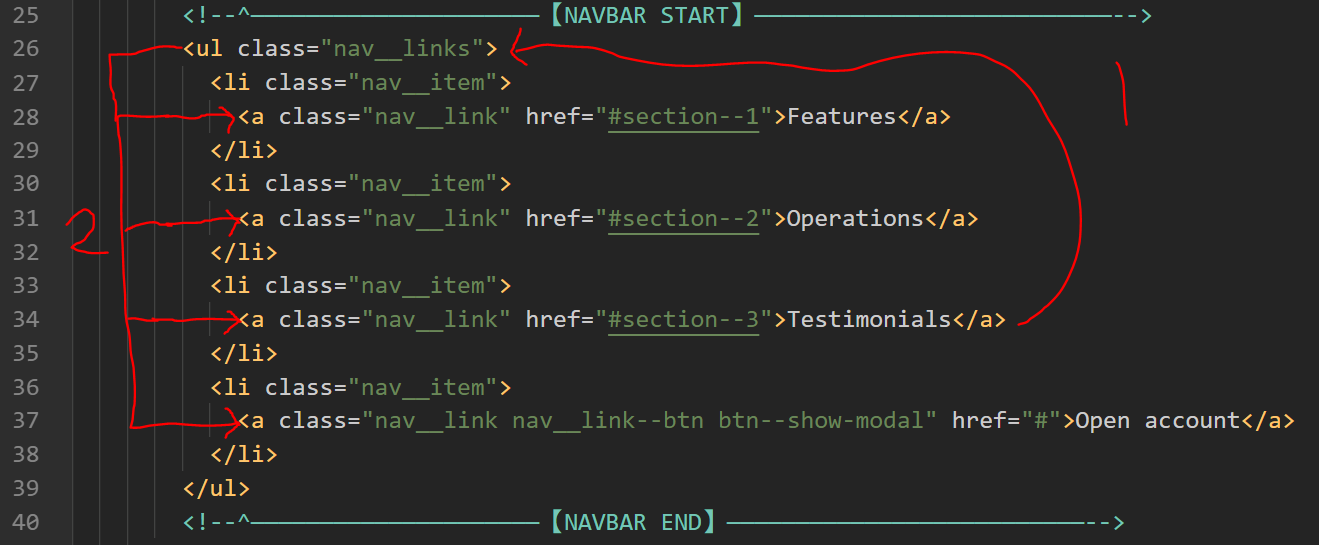 25 <!--^—————————————————————【NAVBAR START】——————————————————————————-->
26 <ul class="nav__links">
27 <li class="nav__item">
28 <a class="nav__link" href="#section--1">Features</a>
29 </li>
30 <li class="nav__item">
31 <a class="nav__link" href="#section--2">Operations</a>
32 </li>
33 <li class="nav__item">
34 <a class="nav__link" href="#section--3">Testimonials</a>
35 </li>
36 <li class="nav__item">
37 <a class="nav__link nav__link--btn btn--show-modal" href="#">Open account</a>
38 </li>
39 </ul>
40 <!--^—————————————————————【NAVBAR END】——————————————————————————-->
1
2